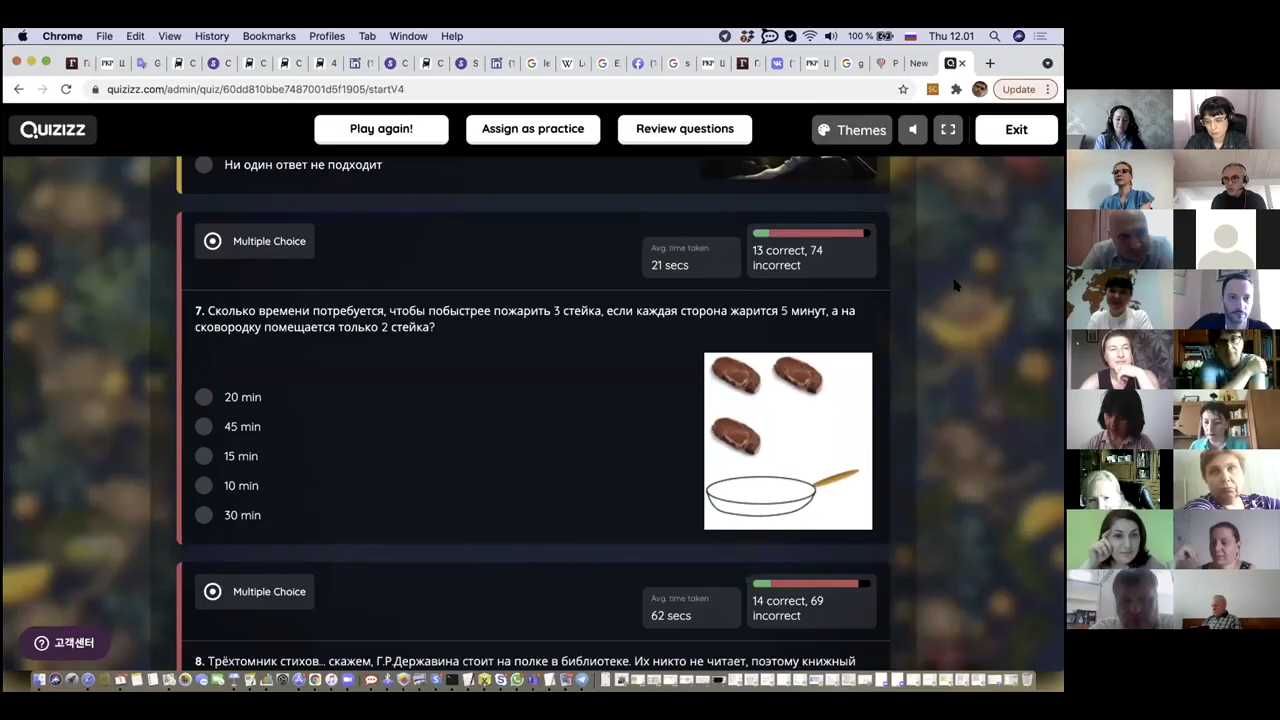 Chrome File Edit View History Bookmarks Profiles Tab Window Help 100 % Thu 12.01
New
quizizz.com/admin/quiz/60dd810bbe7487001d5f1905/startV4 Update
QUIZIZZ Play again! Assign as practice Review questions Themes Exit
Ни один ответ не подходит
Multiple Choice
Avg. time taken
21 secs
13 correct, 74
incorrect
7. Сколько времени потребуется, чтобы побыстрее пожарить 3 стейка, если каждая сторона жарится 5 минут, а на
сковородку помещается только 2 стейка?
20 min
45 min
15 min
10 min
30 min
Multiple Choice
Avg. time taken
62 secs
14 correct, 69
incorrect
8. Трёхтомник стихов... скажем, Г.Р.Державина стоит на полке в библиотеке. Их никто не читает, поэтому книжный
고객센터